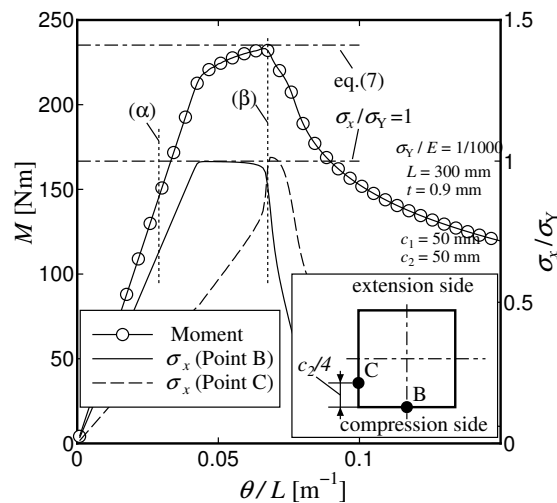 250
200
150
100
50
0
M [Nm]
0
0.05
0.1
θ/L [m⁻¹]
1.5
1
0.5
0
σx/σY
(α)
(β)
eq.(7)
σx/σY=1
σY/E = 1/1000
L = 300 mm
t = 0.9 mm
c1 = 50 mm
c2 = 50 mm
Moment
σx (Point B)
σx (Point C)
extension side
c2/4
C
B
compression side